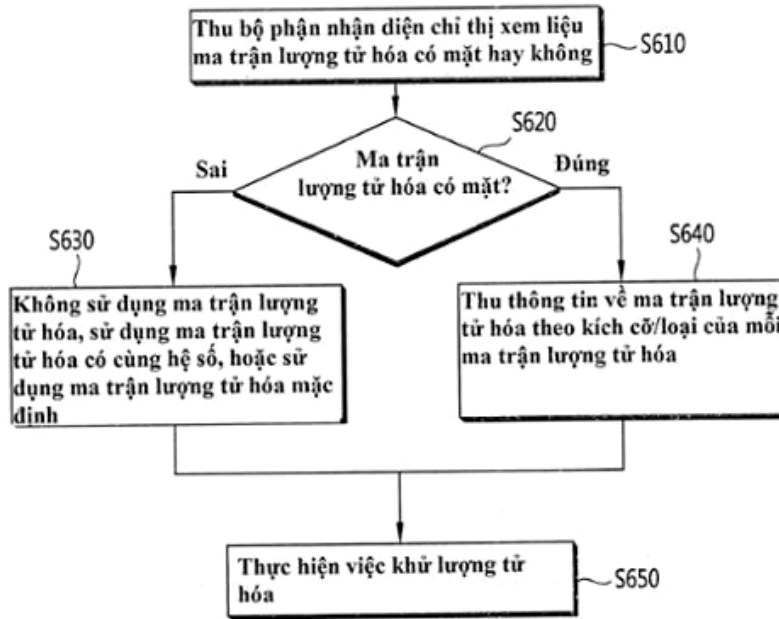 Thu bộ phận nhận diện chỉ thị xem liệu
ma trận lượng tử hóa có mặt hay không
S610
S620
Ma trận
lượng tử hóa có mặt?
Sai
Đúng
S630
Không sử dụng ma trận lượng
tử hóa, sử dụng ma trận lượng
tử hóa có cùng hệ số, hoặc sử
dụng ma trận lượng tử hóa mặc
định
S640
Thu thông tin về ma trận lượng
tử hóa theo kích cỡ/loại của mỗi
ma trận lượng tử hóa
Thực hiện việc khử lượng tử
hóa
S650